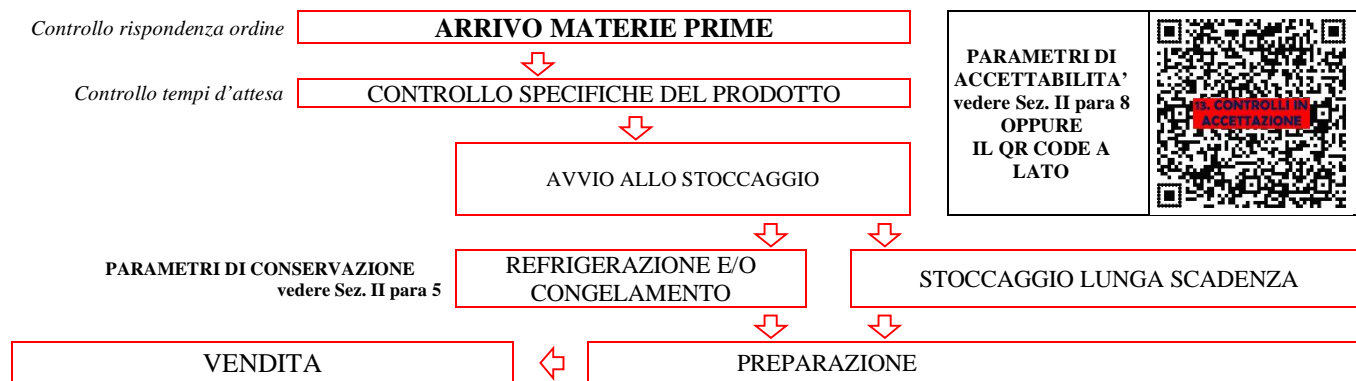 Controllo rispondenza ordine
ARRIVO MATERIE PRIME
Controllo tempi d'attesa
CONTROLLO SPECIFICHE DEL PRODOTTO
PARAMETRI DI
ACCETTABILITA'
vedere Sez. II para 8
OPPURE
IL QR CODE A
LATO
13. CONTROLLI IN
ACCETTAZIONE
AVVIO ALLO STOCCAGGIO
PARAMETRI DI CONSERVAZIONE
vedere Sez. II para 5
REFRIGERAZIONE E/O
CONGELAMENTO
STOCCAGGIO LUNGA SCADENZA
VENDITA
PREPARAZIONE